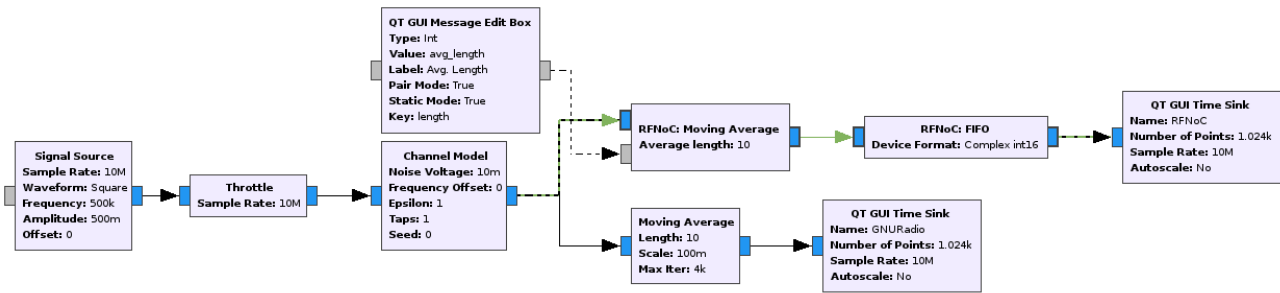 Signal Source
Sample Rate: 10M
Waveform: Square
Frequency: 500k
Amplitude: 500m
Offset: 0
Throttle
Sample Rate: 10M
QT GUI Message Edit Box
Type: Int
Value: avg_length
Label: Avg. Length
Pair Mode: True
Static Mode: True
Key: length
Channel Model
Noise Voltage: 10m
Frequency Offset: 0
Epsilon: 1
Taps: 1
Seed: 0
RFNoC: Moving Average
Average length: 10
RFNoC: FIFO
Device Format: Complex int16
QT GUI Time Sink
Name: RFNoC
Number of Points: 1.024k
Sample Rate: 10M
Autoscale: No
Moving Average
Length: 10
Scale: 100m
Max Iter: 4k
QT GUI Time Sink
Name: GNURadio
Number of Points: 1.024k
Sample Rate: 10M
Autoscale: No